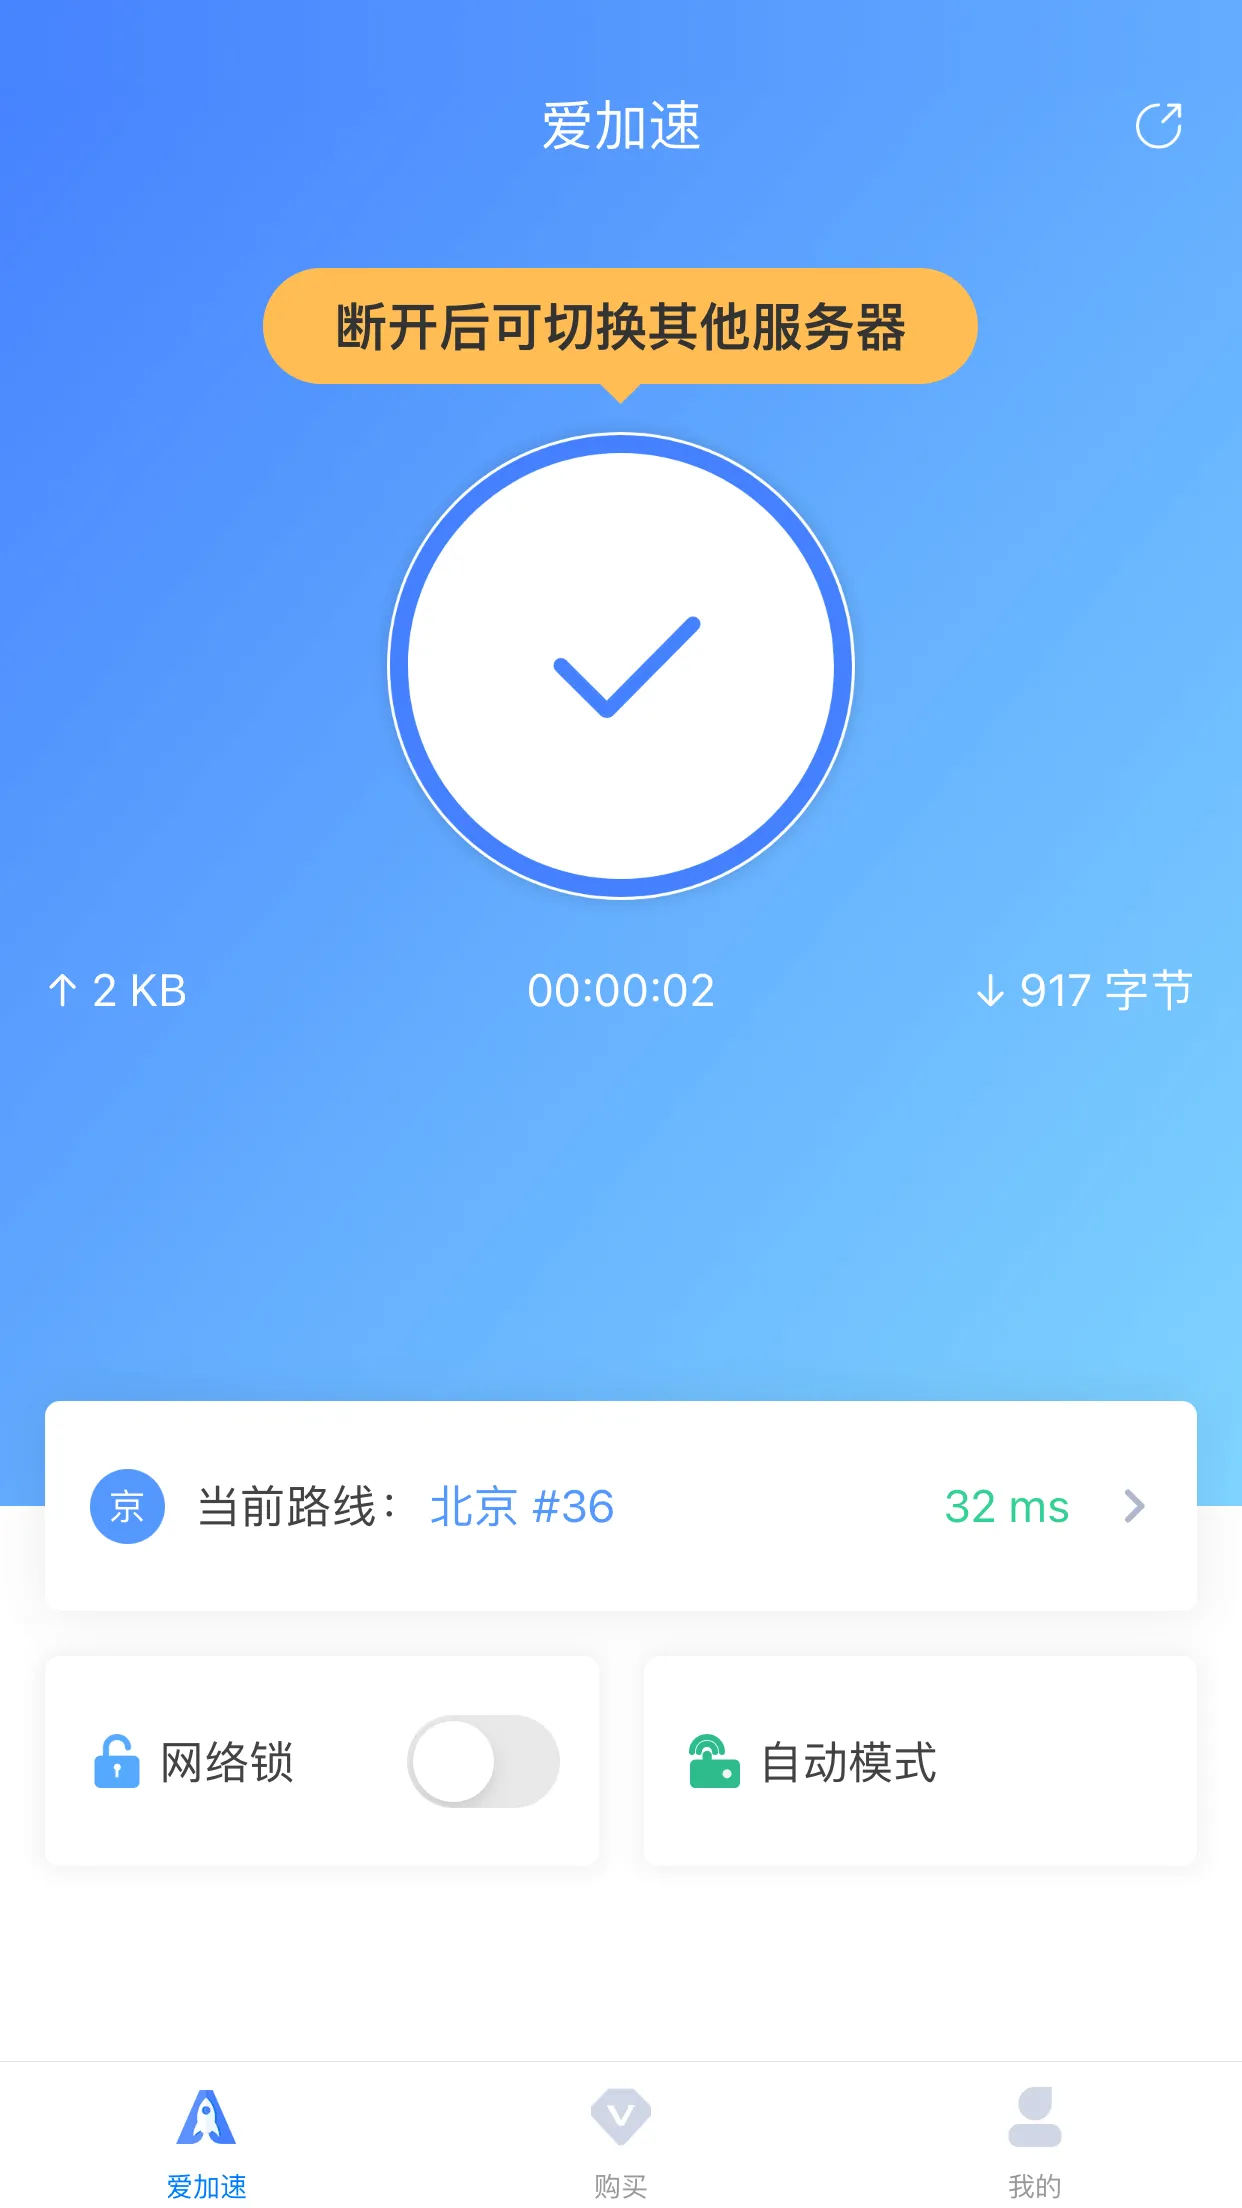 爱加速
断开后可切换其他服务器
↑ 2 KB
00:00:02
↓ 917 字节
京 当前路线： 北京 #36 32 ms
网络锁
自动模式
爱加速
购买
我的